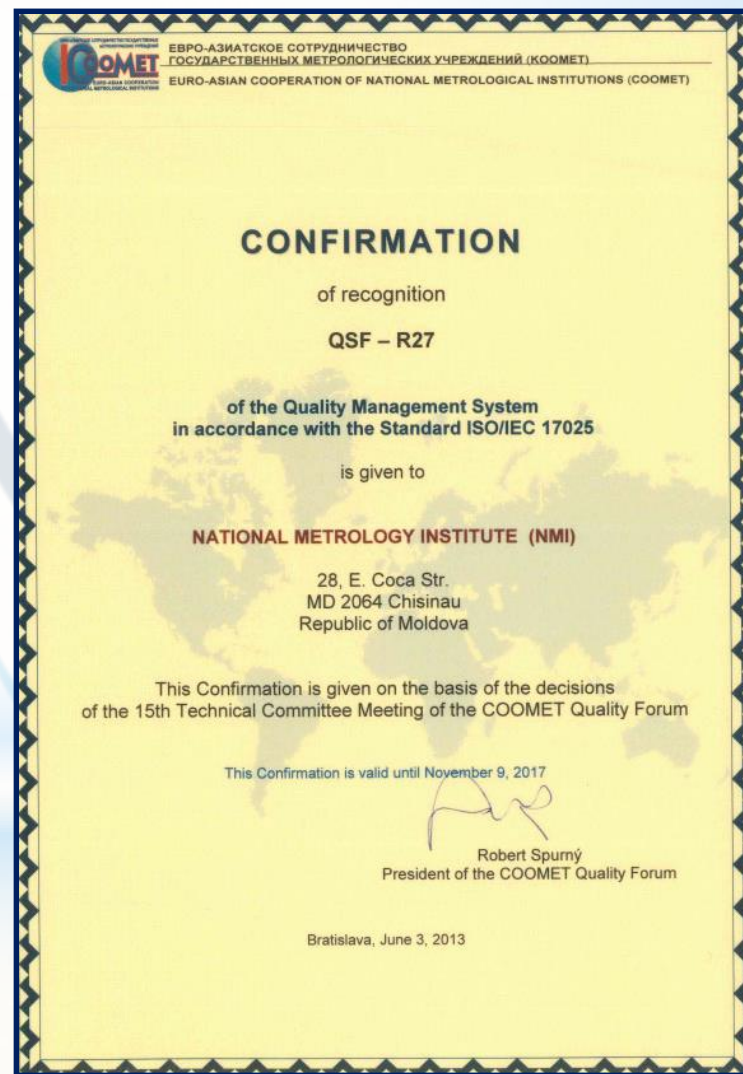 COOMET
ЕВРО-АЗИАТСКОЕ СОТРУДНИЧЕСТВО
ГОСУДАРСТВЕННЫХ МЕТРОЛОГИЧЕСКИХ УЧРЕЖДЕНИЙ (КООМЕТ)
EURO-ASIAN COOPERATION OF NATIONAL METROLOGICAL INSTITUTIONS (COOMET)
CONFIRMATION
of recognition
QSF – R27
of the Quality Management System
in accordance with the Standard ISO/IEC 17025
is given to
NATIONAL METROLOGY INSTITUTE (NMI)
28, E. Coca Str.
MD 2064 Chisinau
Republic of Moldova
This Confirmation is given on the basis of the decisions
of the 15th Technical Committee Meeting of the COOMET Quality Forum
This Confirmation is valid until November 9, 2017
Robert Spurný
President of the COOMET Quality Forum
Bratislava, June 3, 2013